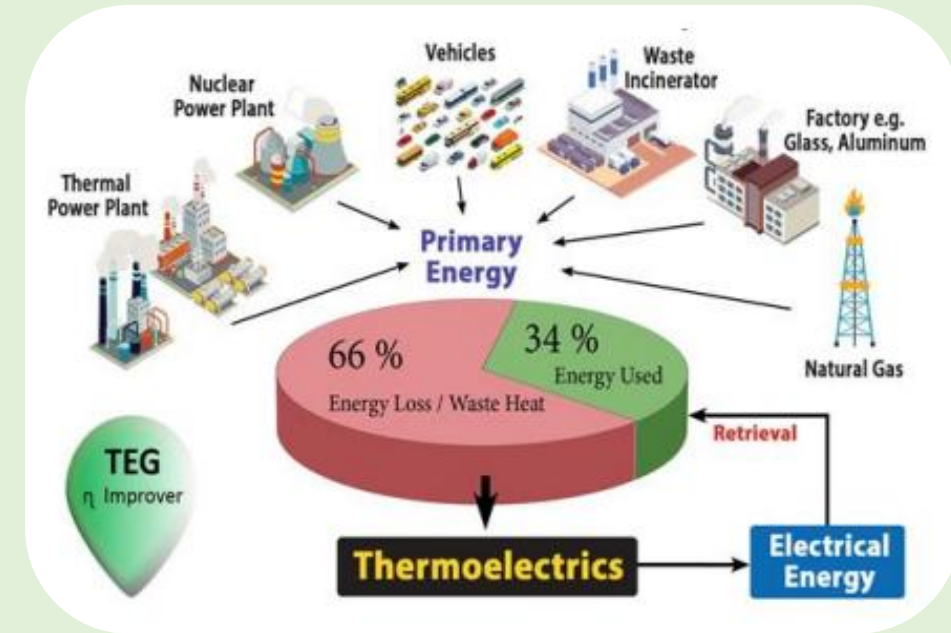 Vehicles
Waste
Incinerator
Nuclear
Power Plant
Factory e.g.
Glass, Aluminum
Thermal
Power Plant
Primary
Energy
66 %
Energy Loss / Waste Heat
34 %
Energy Used
Natural Gas
Retrieval
TEG
η Improver
Thermoelectrics
Electrical
Energy